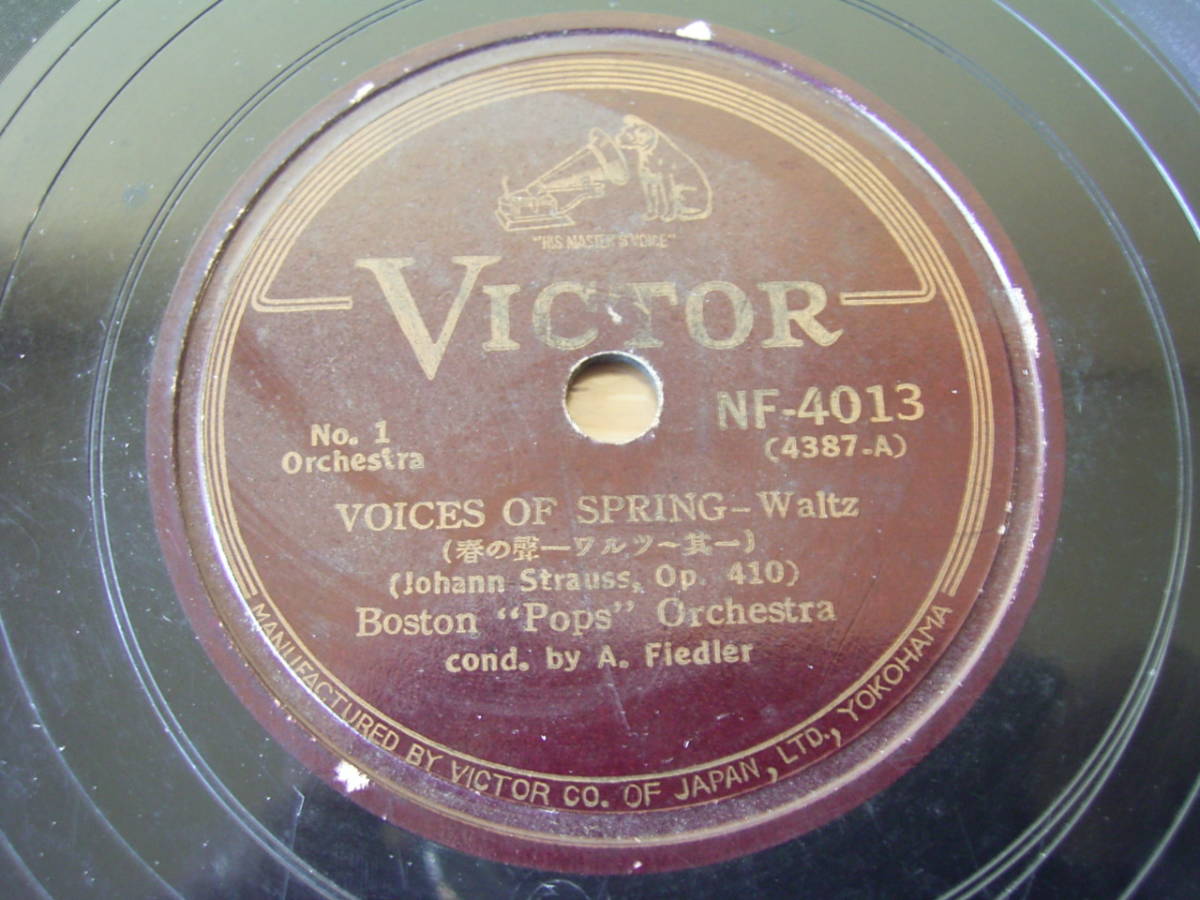 "HIS MASTER'S VOICE"
VICTOR
NF-4013
(4387-A)
No. 1
Orchestra
VOICES OF SPRING-Waltz
(春の聲—ワルツ—其一)
(Johann Strauss, Op. 410)
Boston "Pops" Orchestra
cond. by A. Fiedler
MANUFACTURED BY VICTOR CO. OF JAPAN, LTD., YOKOHAMA